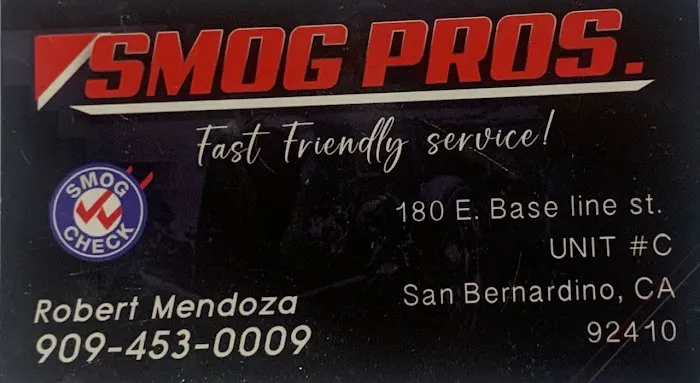 SMOG PROS.
Fast Friendly service!
SMOG
CHECK
180 E. Base line st.
UNIT #C
San Bernardino, CA
92410
Robert Mendoza
909-453-0009